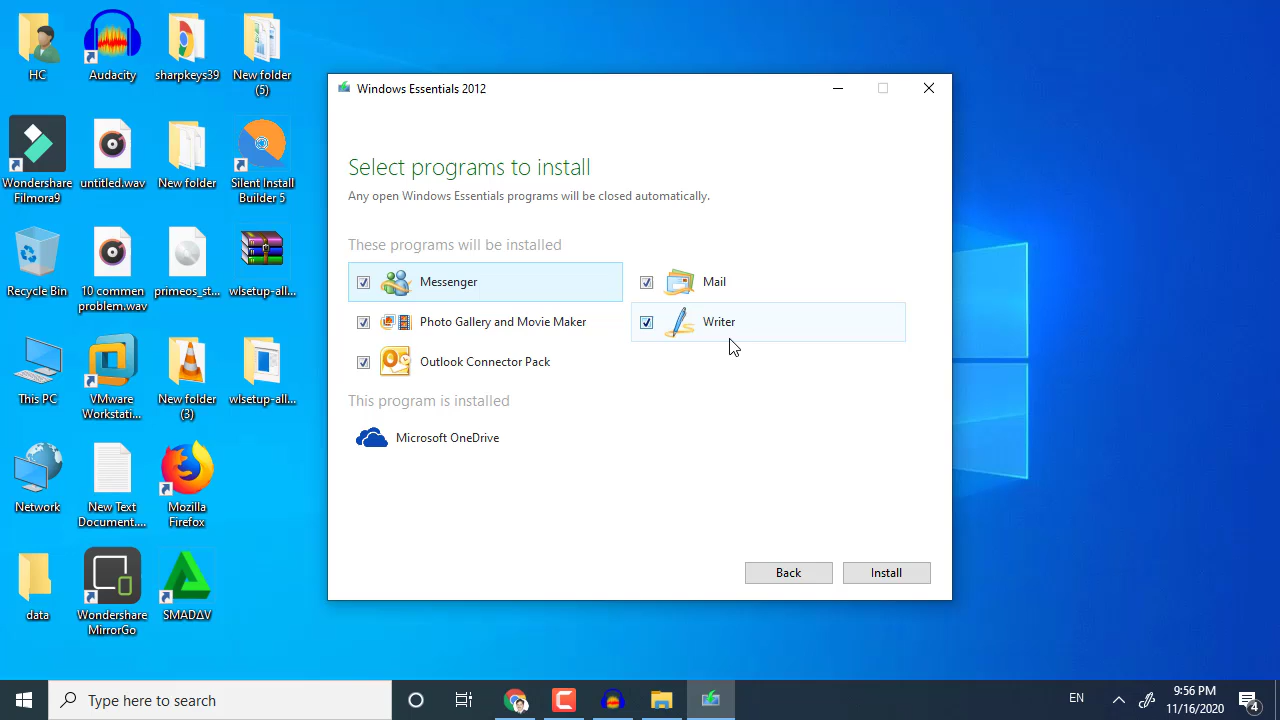 HC
Audacity
sharpkeys39
New folder
(5)
Wondershare
Filmora9
untitled.wav
New folder
Silent Install
Builder 5
Recycle Bin
10 commen
problem.wav
primeos_st...
wlsetup-all...
This PC
VMware
Workstati...
New folder
(3)
wlsetup-all...
Network
New Text
Document....
Mozilla
Firefox
data
Wondershare
MirrorGo
SMADΔV
Windows Essentials 2012
Select programs to install
Any open Windows Essentials programs will be closed automatically.
These programs will be installed
Messenger
Mail
Photo Gallery and Movie Maker
Writer
Outlook Connector Pack
This program is installed
Microsoft OneDrive
Back
Install
Type here to search
EN
9:56 PM
11/16/2020
4